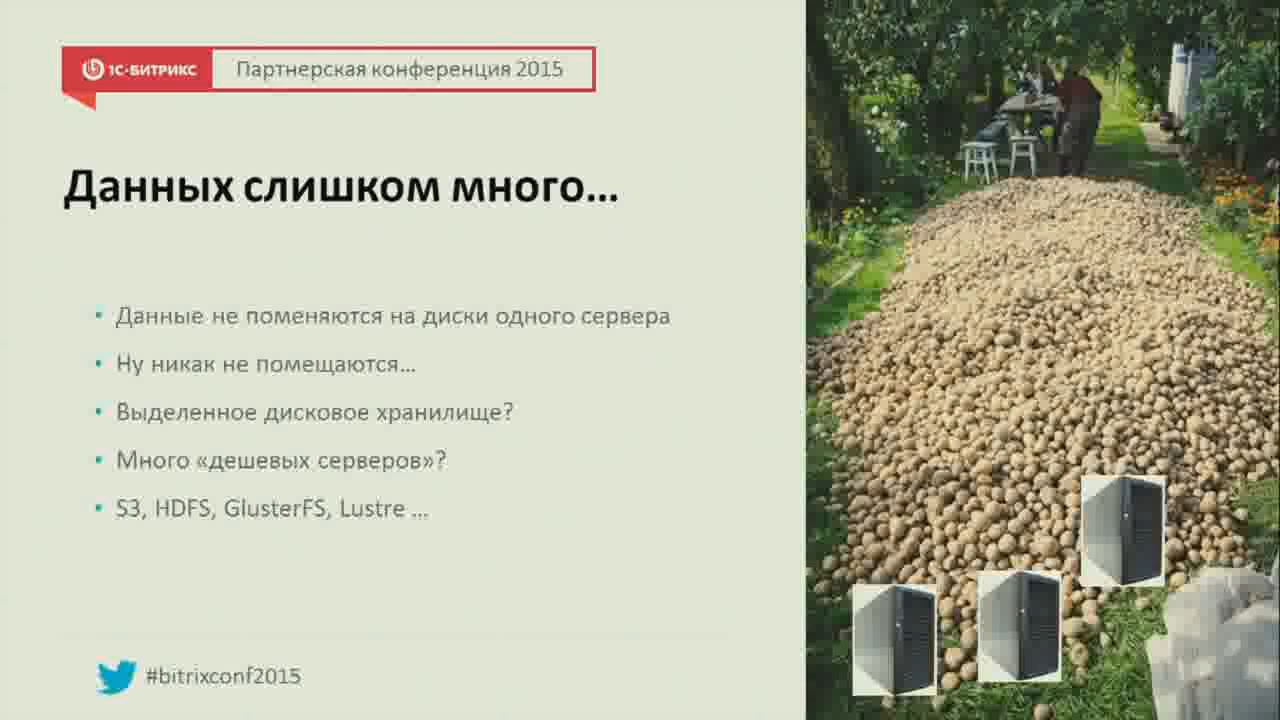 1С-БИТРИКС Партнерская конференция 2015
Данных слишком много...
Данные не поменяются на диски одного сервера
Ну никак не помещаются...
Выделенное дисковое хранилище?
Много «дешевых серверов»?
S3, HDFS, GlusterFS, Lustre ...
#bitrixconf2015